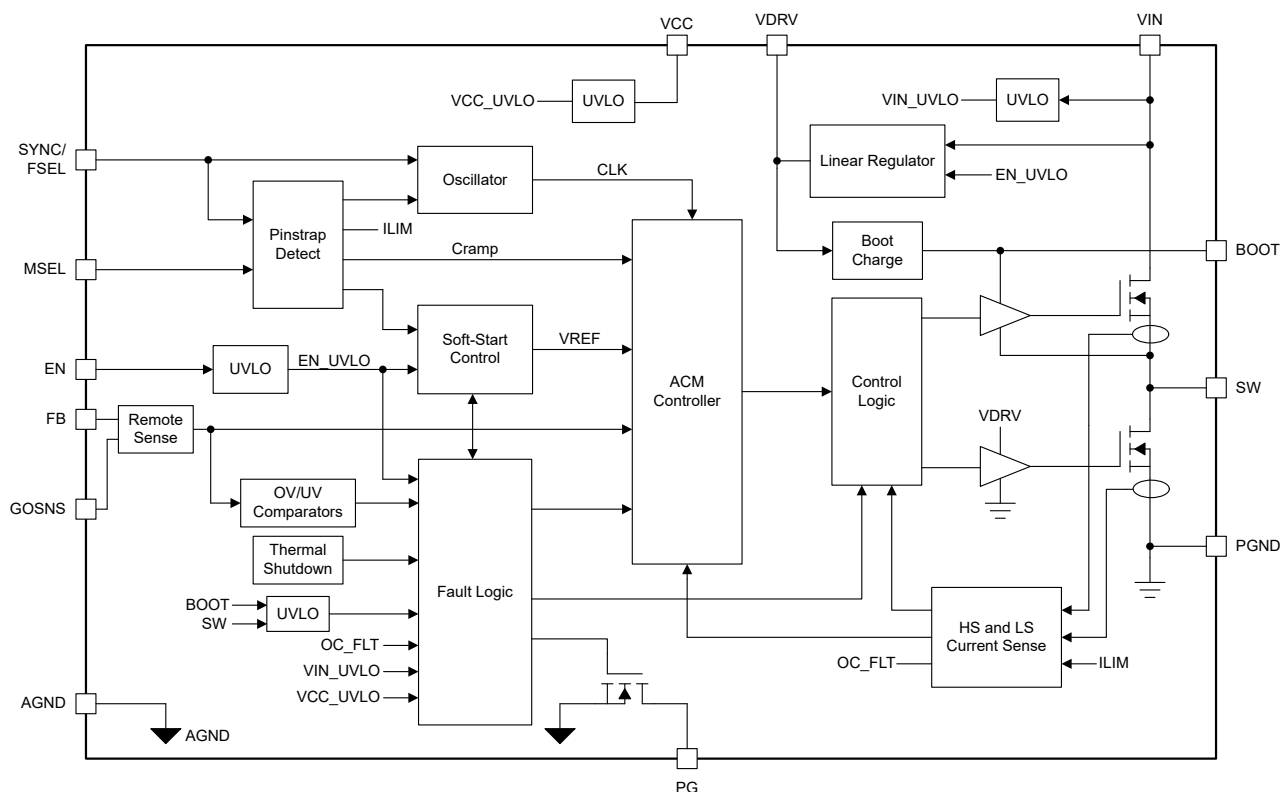 VCC
VDRV
VIN
VCC_UVLO
UVLO
VIN_UVLO
UVLO
SYNC/
FSEL
Oscillator
CLK
Linear Regulator
EN_UVLO
Pinstrap
Detect
ILIM
MSEL
Cramp
Boot
Charge
BOOT
EN
UVLO
EN_UVLO
Soft-Start
Control
VREF
ACM
Controller
Control
Logic
SW
FB
Remote
Sense
VDRV
GOSNS
OV/UV
Comparators
Thermal
Shutdown
PGND
BOOT
SW
UVLO
Fault Logic
HS and LS
Current Sense
OC_FLT
ILIM
OC_FLT
VIN_UVLO
VCC_UVLO
AGND
AGND
PG